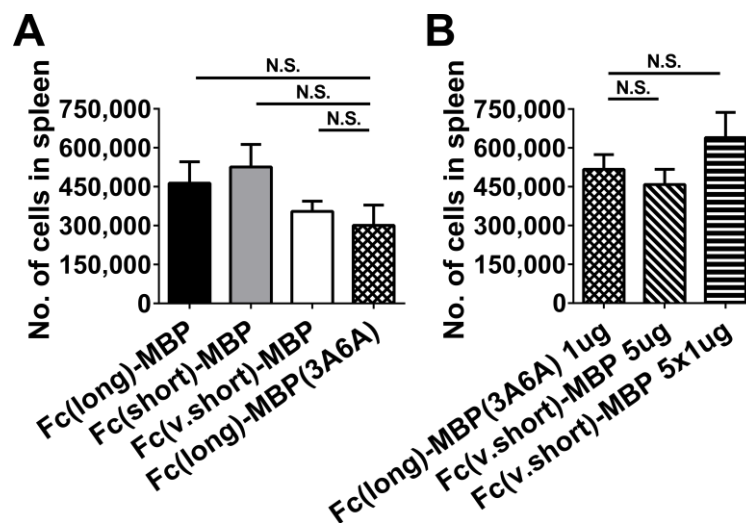 A
No. of cells in spleen
750,000
600,000
450,000
300,000
150,000
0
N.S.
N.S.
N.S.
Fc(long)-MBP
Fc(short)-MBP
Fc(v.short)-MBP
Fc(long)-MBP(3A6A)
B
No. of cells in spleen
750,000
600,000
450,000
300,000
150,000
0
N.S.
N.S.
Fc(long)-MBP(3A6A) 1ug
Fc(v.short)-MBP 5ug
Fc(v.short)-MBP 5x1ug